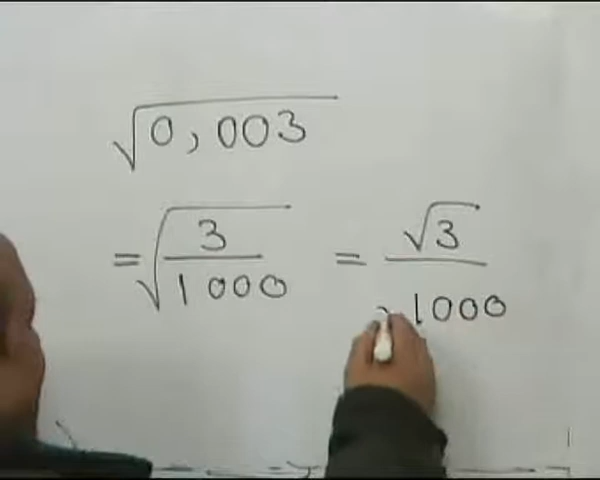 √0,003
= √(3/1000) = √3/1000